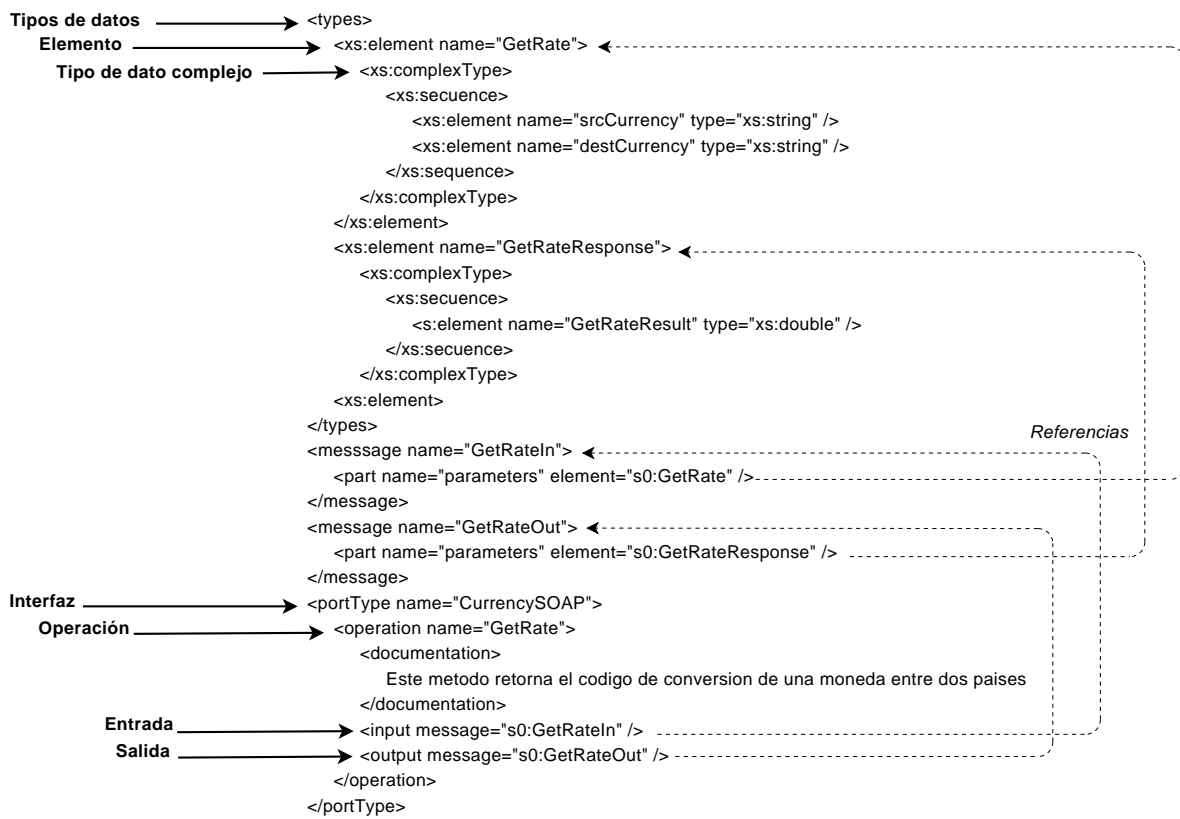 Tipos de datos <types>
Elemento <xs:element name="GetRate">
Tipo de dato complejo <xs:complexType>
<xs:secuence>
<xs:element name="srcCurrency" type="xs:string" />
<xs:element name="destCurrency" type="xs:string" />
</xs:sequence>
</xs:complexType>
</xs:element>
<xs:element name="GetRateResponse">
<xs:complexType>
<xs:secuence>
<s:element name="GetRateResult" type="xs:double" />
</xs:secuence>
</xs:complexType>
<xs:element>
</types>
Referencias
<messsage name="GetRateIn">
<part name="parameters" element="s0:GetRate" />
</message>
<message name="GetRateOut">
<part name="parameters" element="s0:GetRateResponse" />
</message>
Interfaz <portType name="CurrencySOAP">
Operación <operation name="GetRate">
<documentation>
Este metodo retorna el codigo de conversion de una moneda entre dos paises
</documentation>
Entrada <input message="s0:GetRateIn" />
Salida <output message="s0:GetRateOut" />
</operation>
</portType>